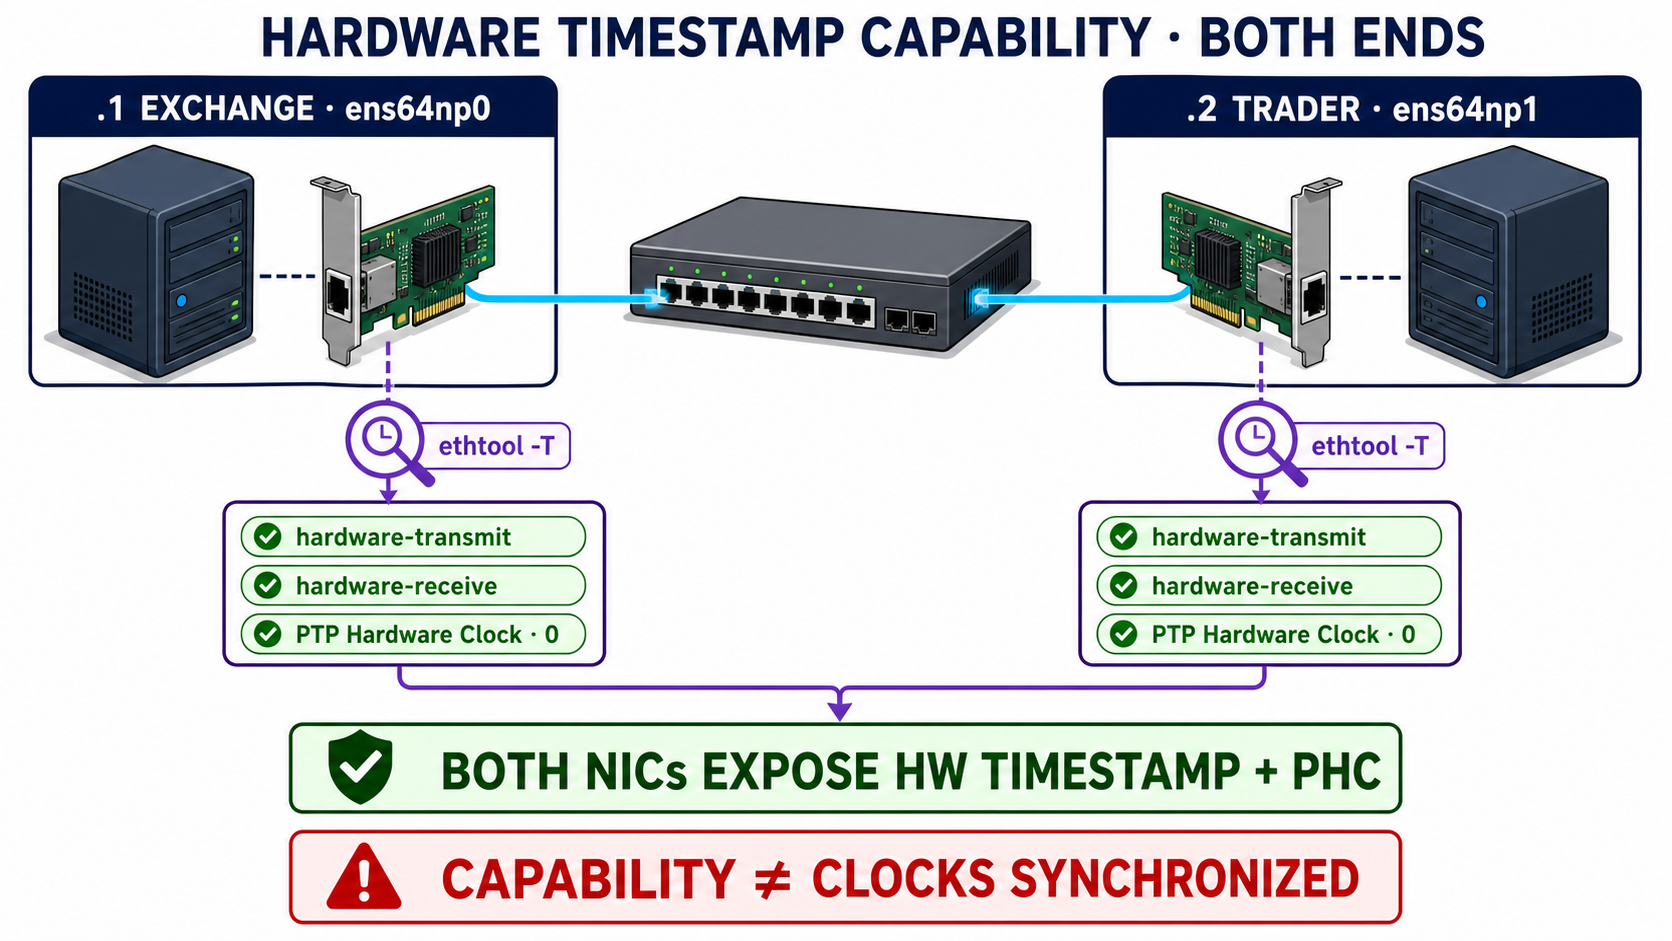 HARDWARE TIMESTAMP CAPABILITY · BOTH ENDS
.1 EXCHANGE · ens64np0
.2 TRADER · ens64np1
ethtool -T
ethtool -T
hardware-transmit
hardware-receive
PTP Hardware Clock · 0
hardware-transmit
hardware-receive
PTP Hardware Clock · 0
BOTH NICs EXPOSE HW TIMESTAMP + PHC
CAPABILITY ≠ CLOCKS SYNCHRONIZED